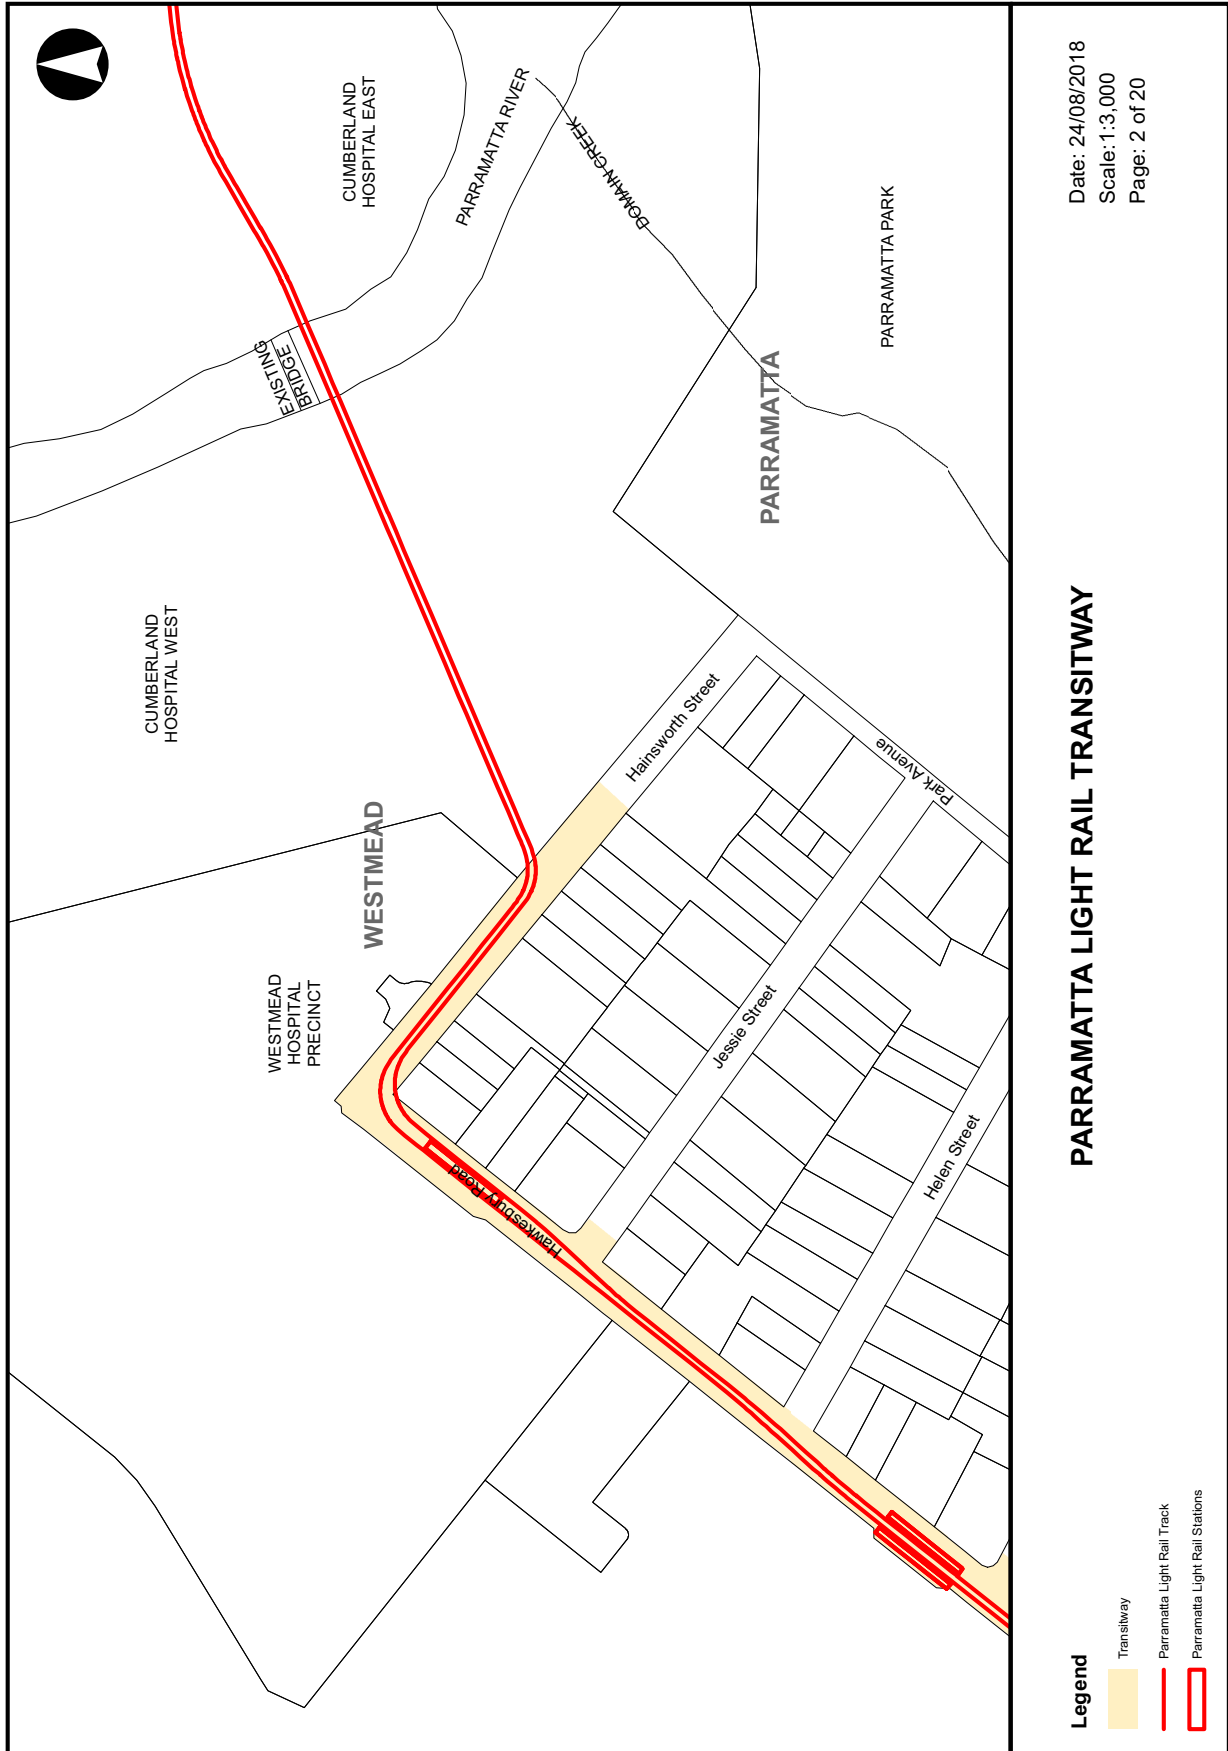 CUMBERLAND
HOSPITAL WEST
EXISTING
BRIDGE
CUMBERLAND
HOSPITAL EAST
PARRAMATTA RIVER
DOMAIN CREEK
WESTMEAD
HOSPITAL
PRECINCT
WESTMEAD
PARRAMATTA
PARRAMATTA PARK
Hainsworth Street
Park Avenue
Jessie Street
Hawkesbury Road
Helen Street
Legend
Transitway
Parramatta Light Rail Track
Parramatta Light Rail Stations
PARRAMATTA LIGHT RAIL TRANSITWAY
Date: 24/08/2018
Scale:1:3,000
Page: 2 of 20